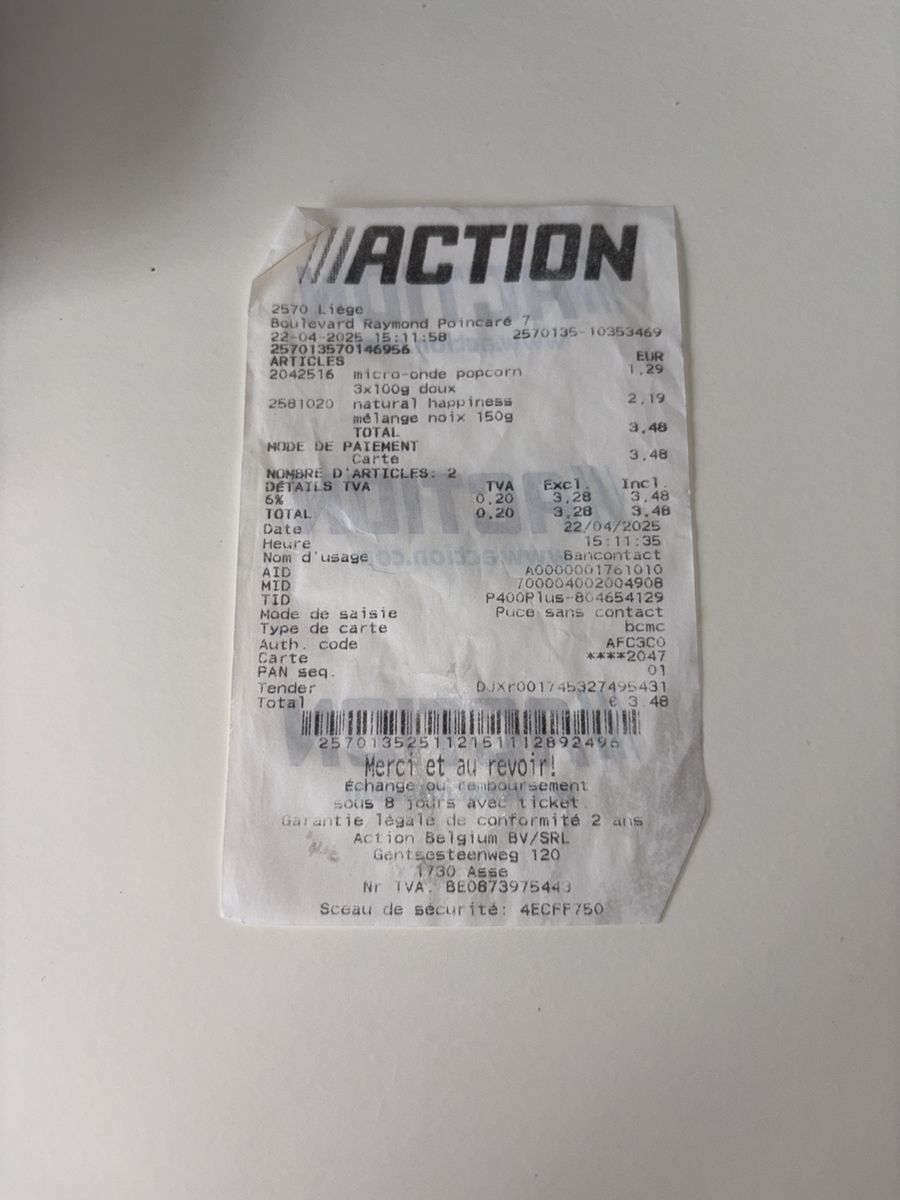 ACTION
2570 Liége
Boulevard Raymond Poincaré 7
22-04-2025 15:11:58 2570135-10353469
257013570146956
ARTICLES EUR
2042516 micro-onde popcorn 1,29
3x100g doux
2581020 natural happiness 2,19
mélange noix 150g
TOTAL 3,48
MODE DE PAIEMENT
Carte 3,48
NOMBRE D'ARTICLES: 2
DÉTAILS TVA TVA Excl. Incl.
6% 0,20 3,28 3,48
TOTAL 0,20 3,28 3,48
Date 22/04/2025
Heure 15:11:35
Nom d'usage Bancontact
AID A0000001761010
MID 700004002004908
TID P400Plus-804654129
Mode de saisie Puce sans contact
Type de carte bcmc
Auth. code AFC3C0
Carte ****2047
PAN seq. 01
Tender DJXr001745327495431
Total € 3.48
257013525112151112892496
Merci et au revoir!
Échange ou remboursement
sous 8 jours avec ticket.
Garantie légale de conformité 2 ans
Action Belgium BV/SRL
Gentsesteenweg 120
1730 Asse
Nr TVA. BE0873975443
Sceau de sécurité: 4ECFF750